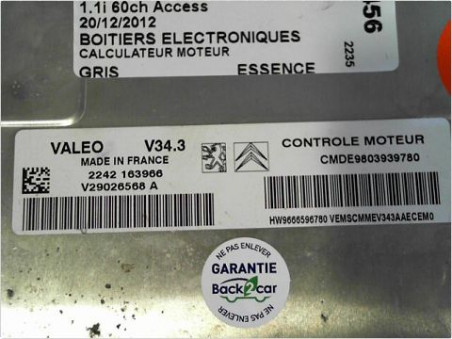 1.1i 60ch Access
20/12/2012
BOITIERS ELECTRONIQUES
CALCULATEUR MOTEUR
GRIS ESSENCE
56
2235
VALEO V34.3
MADE IN FRANCE
2242 163966
V29026568 A
CONTROLE MOTEUR
CMDE9803939780
HW9666596780 VEMSCMMEV343AAECEM0
NE PAS ENLEVER
GARANTIE
Back2car
NE PAS ENLEVER